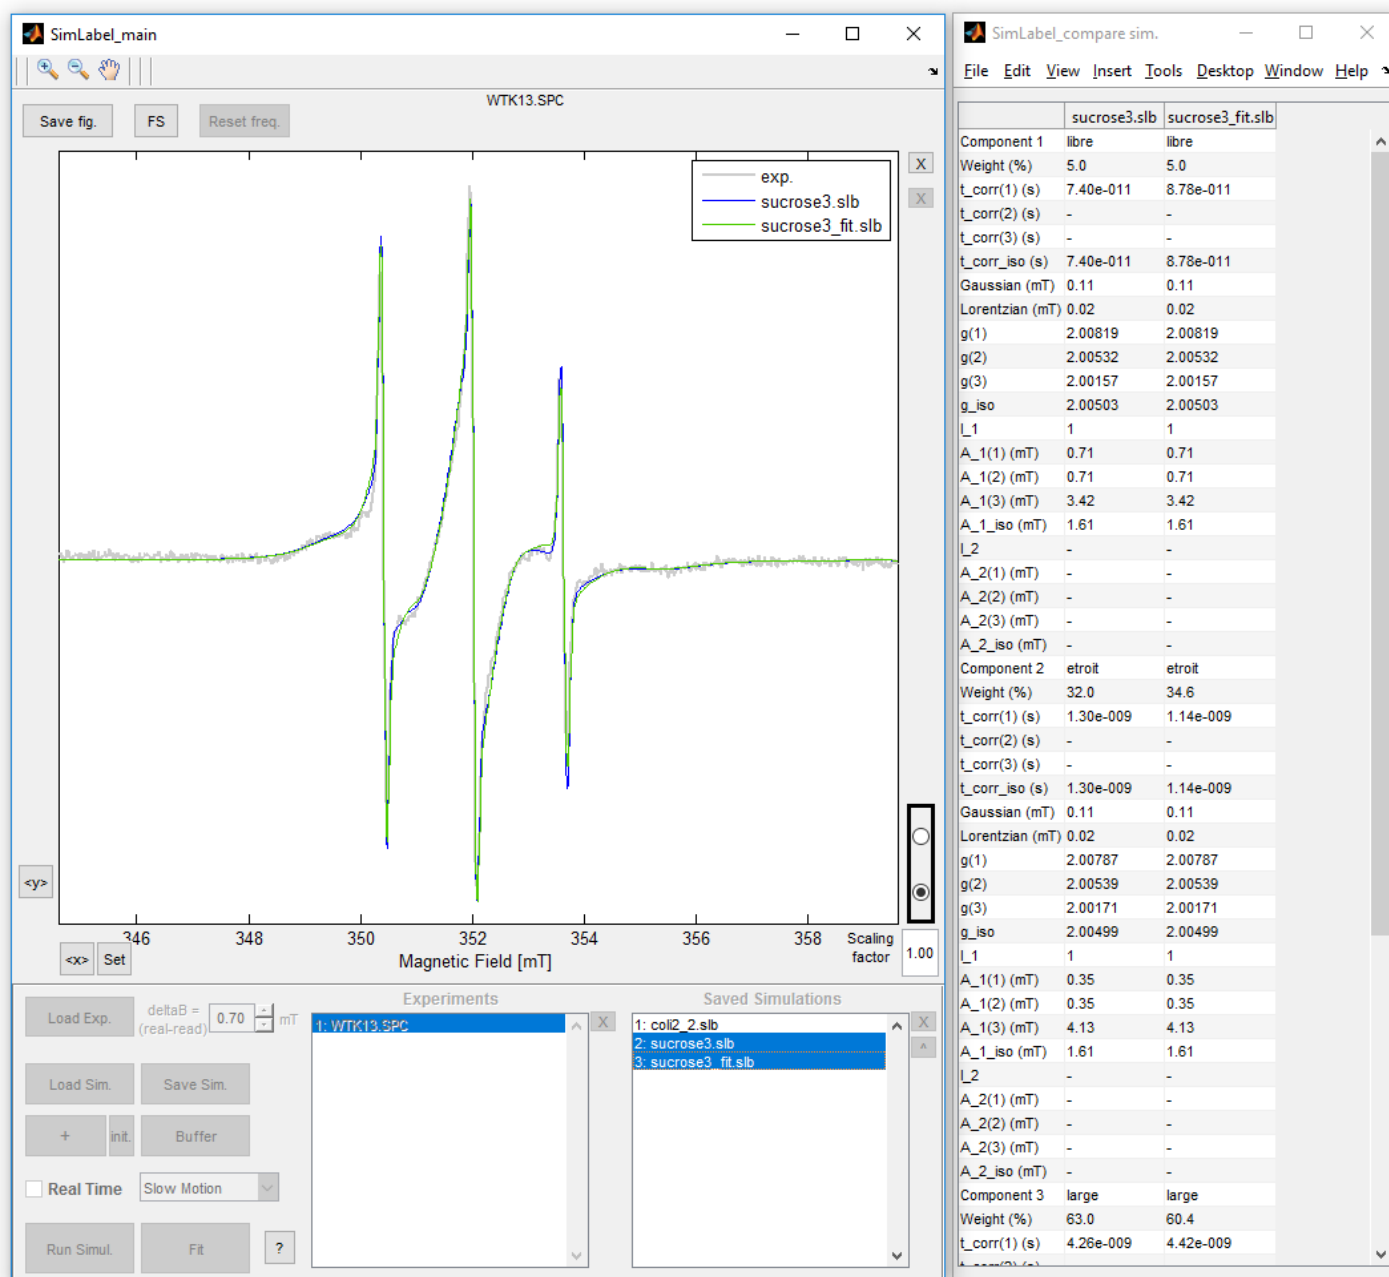 SimLabel_main
WTK13.SPC
Save fig.
FS
Reset freq.
X
X
exp.
sucrose3.slb
sucrose3_fit.slb
<y>
346 348 350 352 354 356 358
Scaling
factor
1.00
<x>
Set
Magnetic Field [mT]
Load Exp.
deltaB =
(real-read)
0.70
mT
Load Sim.
Save Sim.
+
init.
Buffer
Real Time
Slow Motion
Run Simul.
Fit
?
Experiments
1: WTK13.SPC
X
Saved Simulations
1: coli2_2.slb
2: sucrose3.slb
3: sucrose3_fit.slb
X
^
SimLabel_compare sim.
File Edit View Insert Tools Desktop Window Help
sucrose3.slb sucrose3_fit.slb
Component 1 libre libre
Weight (%) 5.0 5.0
t_corr(1) (s) 7.40e-011 8.78e-011
t_corr(2) (s) - -
t_corr(3) (s) - -
t_corr_iso (s) 7.40e-011 8.78e-011
Gaussian (mT) 0.11 0.11
Lorentzian (mT) 0.02 0.02
g(1) 2.00819 2.00819
g(2) 2.00532 2.00532
g(3) 2.00157 2.00157
g_iso 2.00503 2.00503
I_1 1 1
A_1(1) (mT) 0.71 0.71
A_1(2) (mT) 0.71 0.71
A_1(3) (mT) 3.42 3.42
A_1_iso (mT) 1.61 1.61
I_2 - -
A_2(1) (mT) - -
A_2(2) (mT) - -
A_2(3) (mT) - -
A_2_iso (mT) - -
Component 2 etroit etroit
Weight (%) 32.0 34.6
t_corr(1) (s) 1.30e-009 1.14e-009
t_corr(2) (s) - -
t_corr(3) (s) - -
t_corr_iso (s) 1.30e-009 1.14e-009
Gaussian (mT) 0.11 0.11
Lorentzian (mT) 0.02 0.02
g(1) 2.00787 2.00787
g(2) 2.00539 2.00539
g(3) 2.00171 2.00171
g_iso 2.00499 2.00499
I_1 1 1
A_1(1) (mT) 0.35 0.35
A_1(2) (mT) 0.35 0.35
A_1(3) (mT) 4.13 4.13
A_1_iso (mT) 1.61 1.61
I_2 - -
A_2(1) (mT) - -
A_2(2) (mT) - -
A_2(3) (mT) - -
A_2_iso (mT) - -
Component 3 large large
Weight (%) 63.0 60.4
t_corr(1) (s) 4.26e-009 4.42e-009